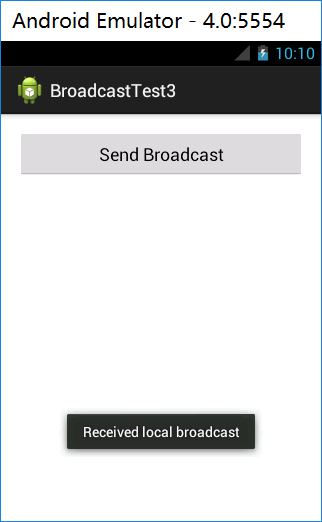 Android Emulator - 4.0:5554
10:10
BroadcastTest3
Send Broadcast
Received local broadcast